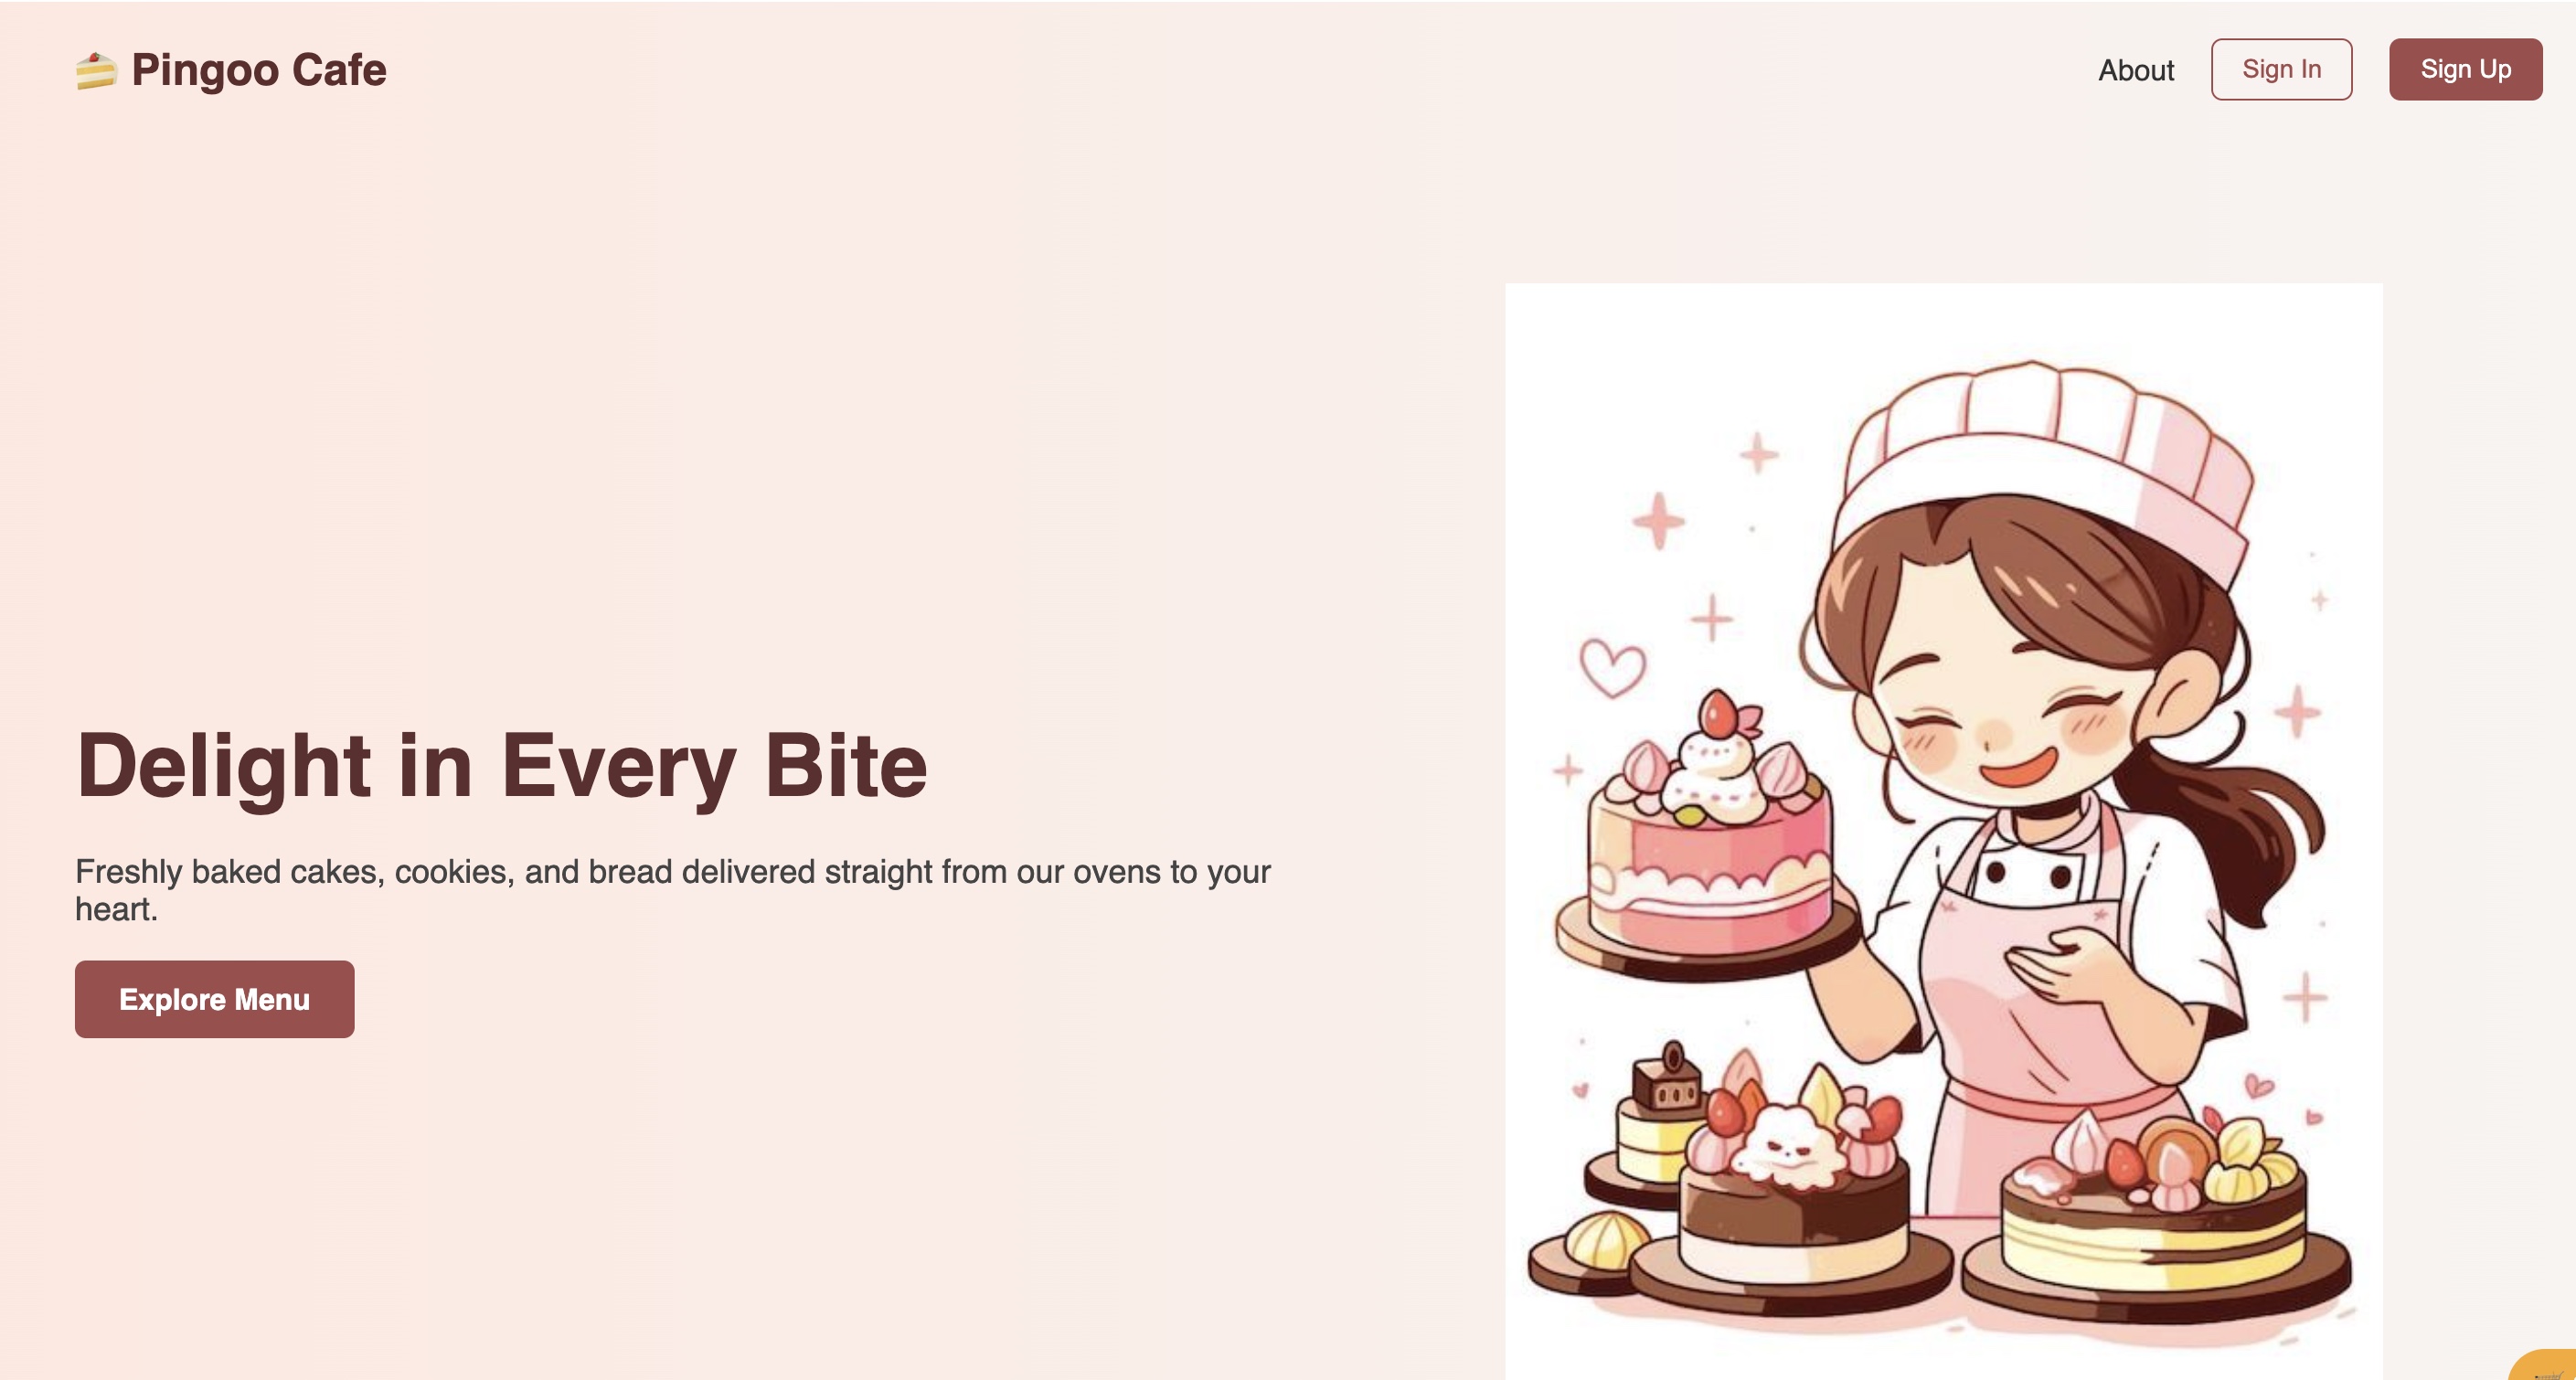 Pingoo Cafe
About
Sign In
Sign Up
Delight in Every Bite
Freshly baked cakes, cookies, and bread delivered straight from our ovens to your
heart.
Explore Menu